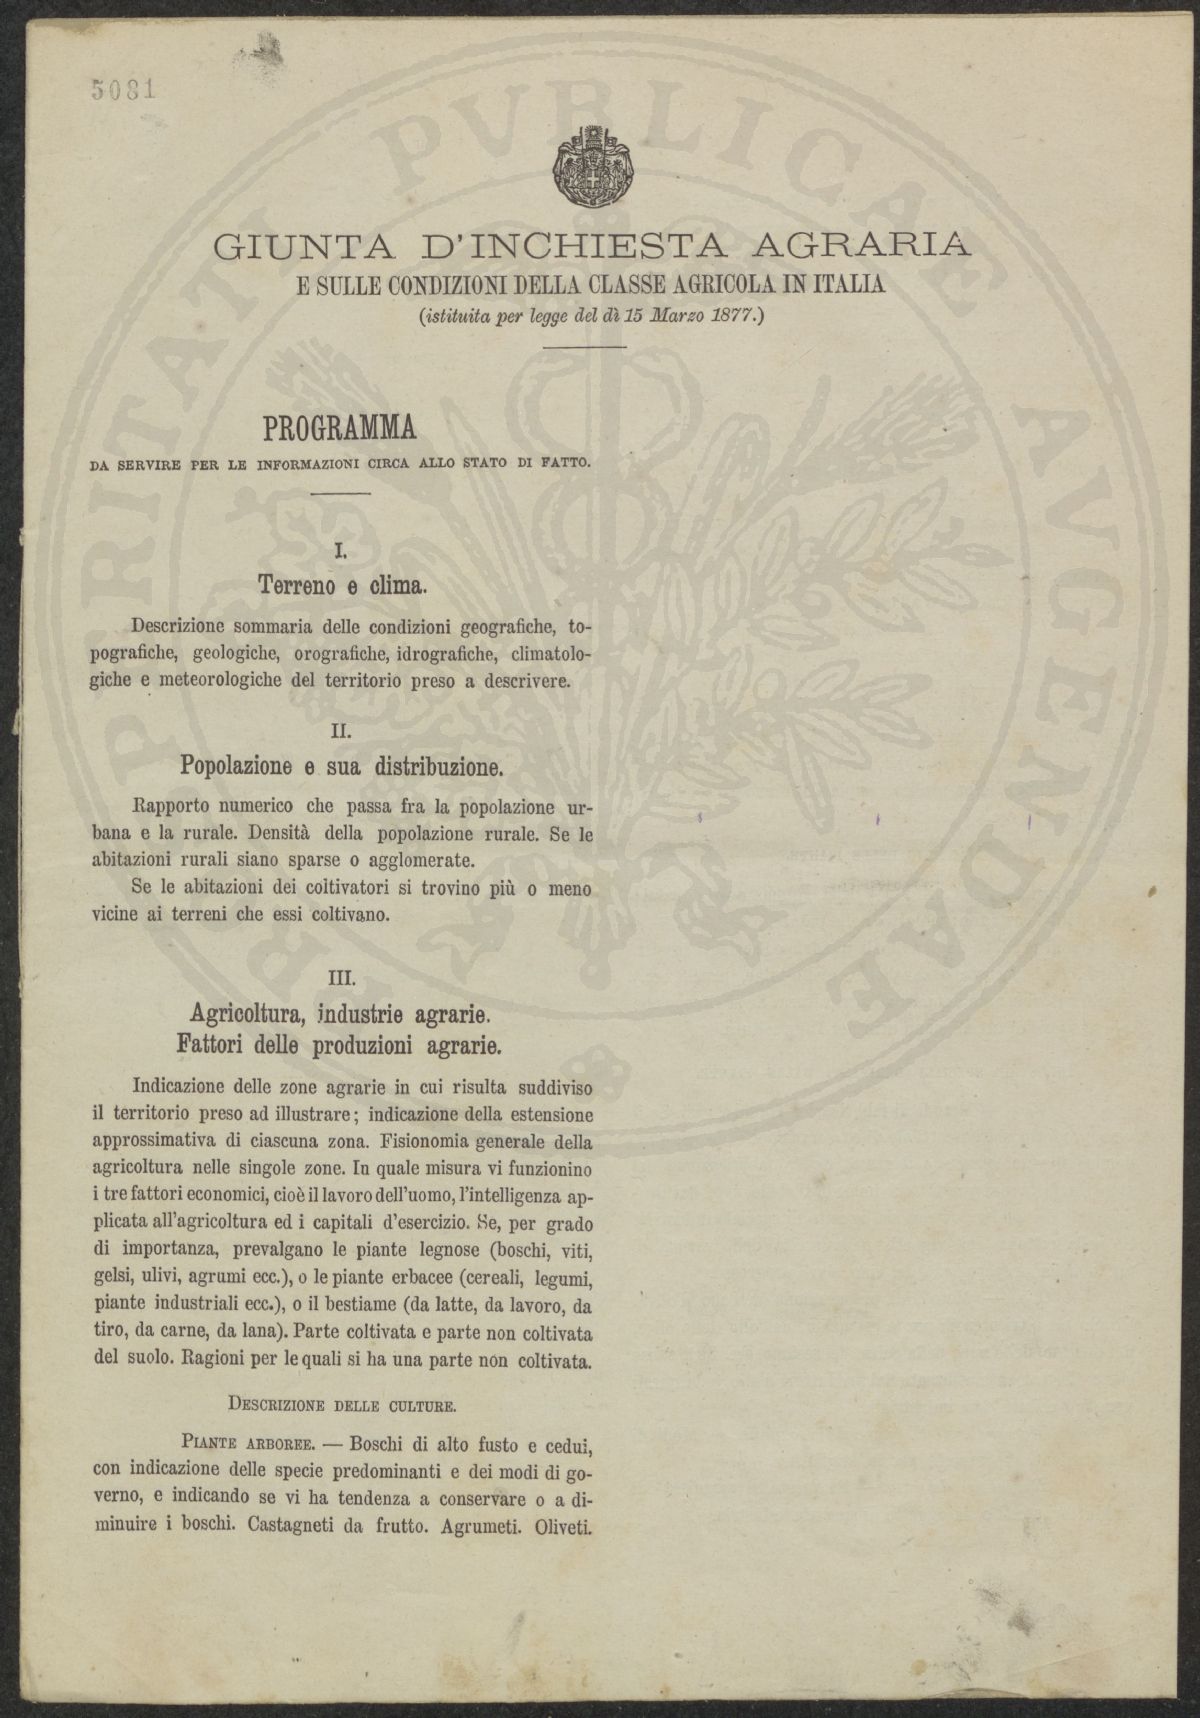 5081
PROSPERITATI PVBLICAE AVGENDAE
GIUNTA D'INCHIESTA AGRARIA
E SULLE CONDIZIONI DELLA CLASSE AGRICOLA IN ITALIA
(istituita per legge del dì 15 Marzo 1877.)
PROGRAMMA
DA SERVIRE PER LE INFORMAZIONI CIRCA ALLO STATO DI FATTO.
I.
Terreno e clima.
Descrizione sommaria delle condizioni geografiche, to-
pografiche, geologiche, orografiche, idrografiche, climatolo-
giche e meteorologiche del territorio preso a descrivere.
II.
Popolazione e sua distribuzione.
Rapporto numerico che passa fra la popolazione ur-
bana e la rurale. Densità della popolazione rurale. Se le
abitazioni rurali siano sparse o agglomerate.
Se le abitazioni dei coltivatori si trovino più o meno
vicine ai terreni che essi coltivano.
III.
Agricoltura, industrie agrarie.
Fattori delle produzioni agrarie.
Indicazione delle zone agrarie in cui risulta suddiviso
il territorio preso ad illustrare; indicazione della estensione
approssimativa di ciascuna zona. Fisionomia generale della
agricoltura nelle singole zone. In quale misura vi funzionino
i tre fattori economici, cioè il lavoro dell'uomo, l'intelligenza ap-
plicata all'agricoltura ed i capitali d'esercizio. Se, per grado
di importanza, prevalgano le piante legnose (boschi, viti,
gelsi, ulivi, agrumi ecc.), o le piante erbacee (cereali, legumi,
piante industriali ecc.), o il bestiame (da latte, da lavoro, da
tiro, da carne, da lana). Parte coltivata e parte non coltivata
del suolo. Ragioni per le quali si ha una parte non coltivata.
DESCRIZIONE DELLE CULTURE.
PIANTE ARBOREE. — Boschi di alto fusto e cedui,
con indicazione delle specie predominanti e dei modi di go-
verno, e indicando se vi ha tendenza a conservare o a di-
minuire i boschi. Castagneti da frutto. Agrumeti. Oliveti.